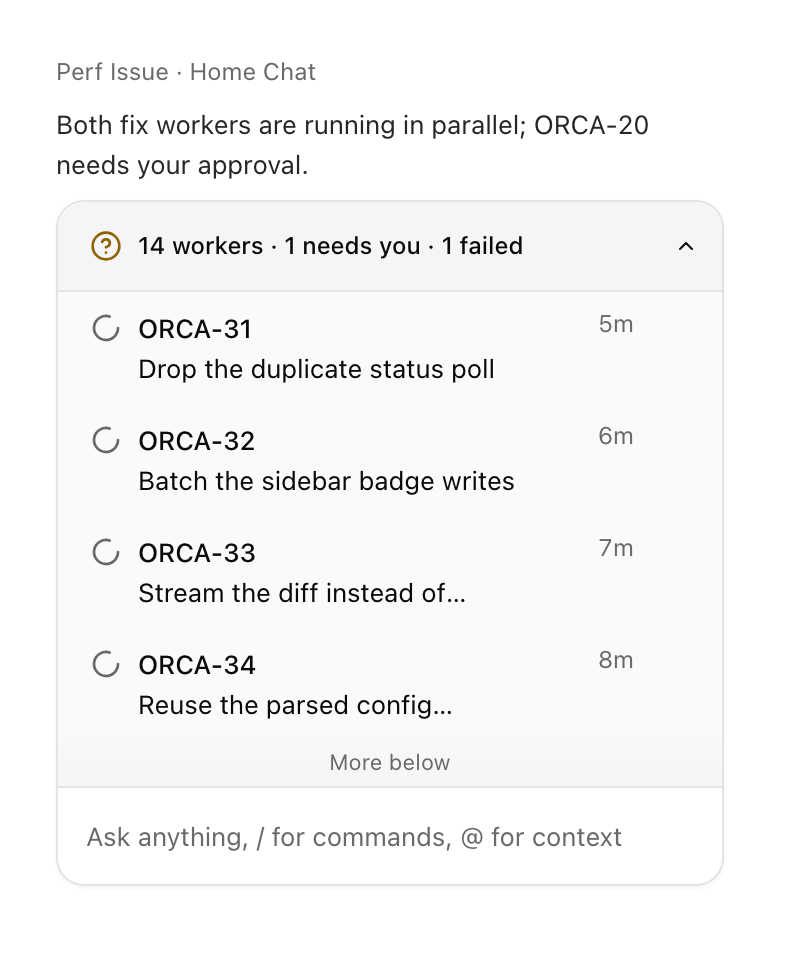 Perf Issue · Home Chat
Both fix workers are running in parallel; ORCA-20
needs your approval.
14 workers · 1 needs you · 1 failed
ORCA-31 5m
Drop the duplicate status poll
ORCA-32 6m
Batch the sidebar badge writes
ORCA-33 7m
Stream the diff instead of...
ORCA-34 8m
Reuse the parsed config...
More below
Ask anything, / for commands, @ for context